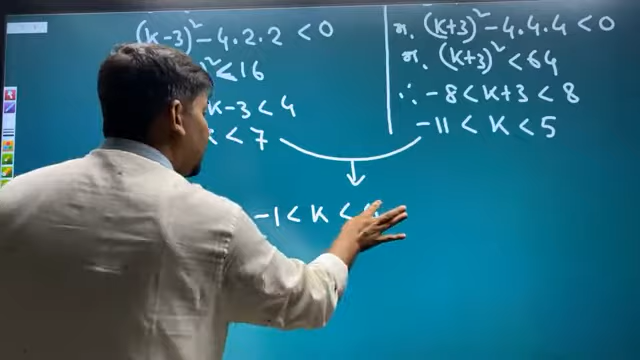 (k-3)² - 4.2.2 < 0
² < 16
k-3 < 4
k < 7
-1 < k <
(k+3)² - 4.4.4 < 0
(k+3)² < 64
∴ -8 < k+3 < 8
-11 < k < 5